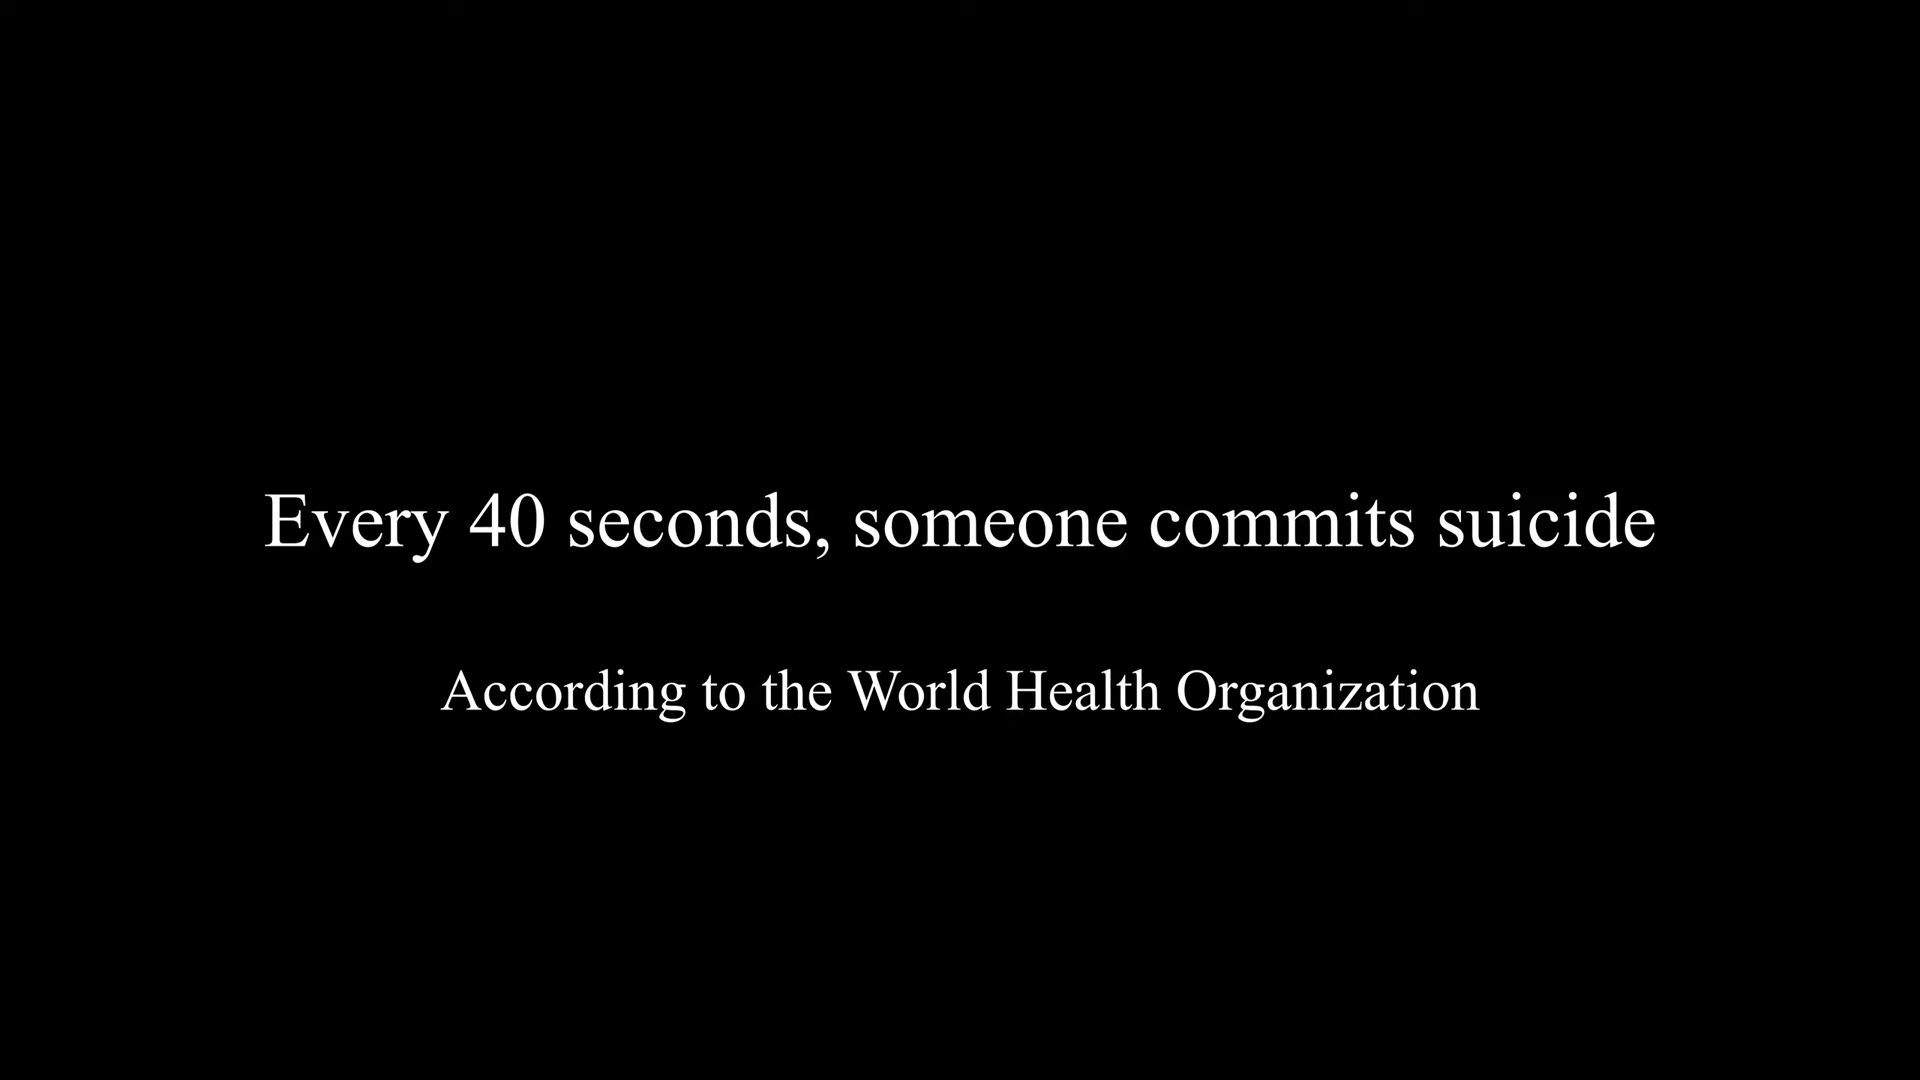 Every 40 seconds, someone commits suicide
According to the World Health Organization